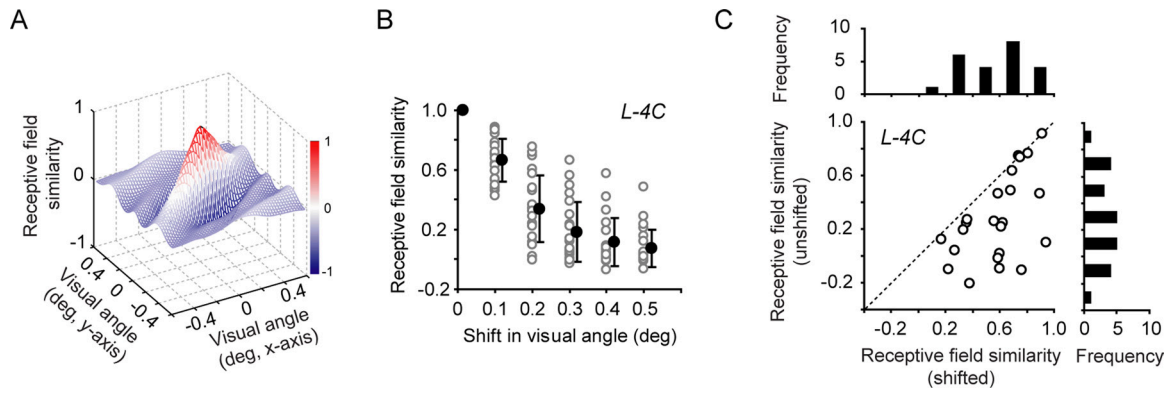 A
Receptive field
similarity
1
0
-1
0.4
0
-0.4
Visual angle
(deg, y-axis)
-0.4
0
0.4
Visual angle
(deg, x-axis)
1
0
-1
B
L-4C
Receptive field similarity
1.0
0.6
0.2
-0.2
0 0.1 0.2 0.3 0.4 0.5
Shift in visual angle (deg)
C
Frequency
10
5
0
L-4C
Receptive field similarity
(unshifted)
1.0
0.6
0.2
-0.2
-0.2 0.2 0.6 1.0
Receptive field similarity
(shifted)
0 5 10
Frequency